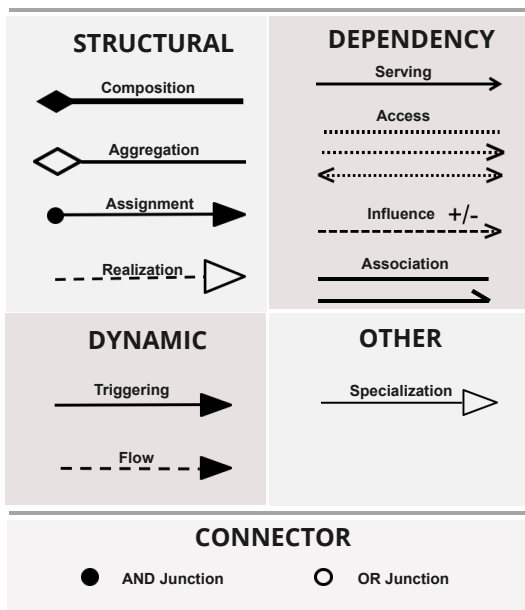 STRUCTURAL
Composition
Aggregation
Assignment
Realization
DEPENDENCY
Serving
Access
Influence +/-
Association
DYNAMIC
Triggering
Flow
OTHER
Specialization
CONNECTOR
AND Junction
OR Junction